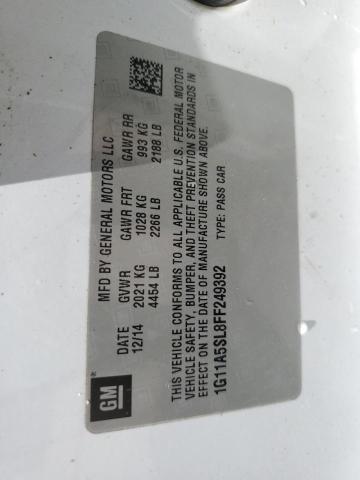 GM
MFD BY GENERAL MOTORS LLC
DATE GVWR GAWR FRT GAWR RR
12/14 2021 KG 1028 KG 993 KG
4454 LB 2266 LB 2188 LB
THIS VEHICLE CONFORMS TO ALL APPLICABLE U.S. FEDERAL MOTOR
VEHICLE SAFETY, BUMPER, AND THEFT PREVENTION STANDARDS IN
EFFECT ON THE DATE OF MANUFACTURE SHOWN ABOVE.
1G11A5SL8FF249392 TYPE: PASS CAR